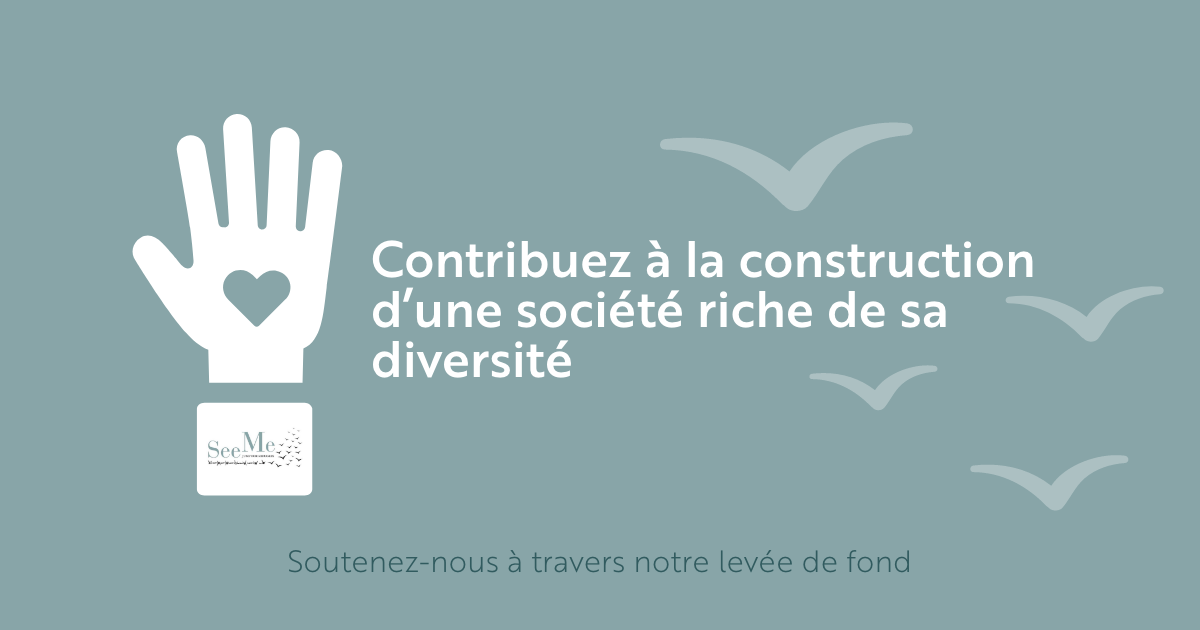 Contribuez à la construction
d’une société riche de sa
diversité
SeeMe
Soutenez-nous à travers notre levée de fond